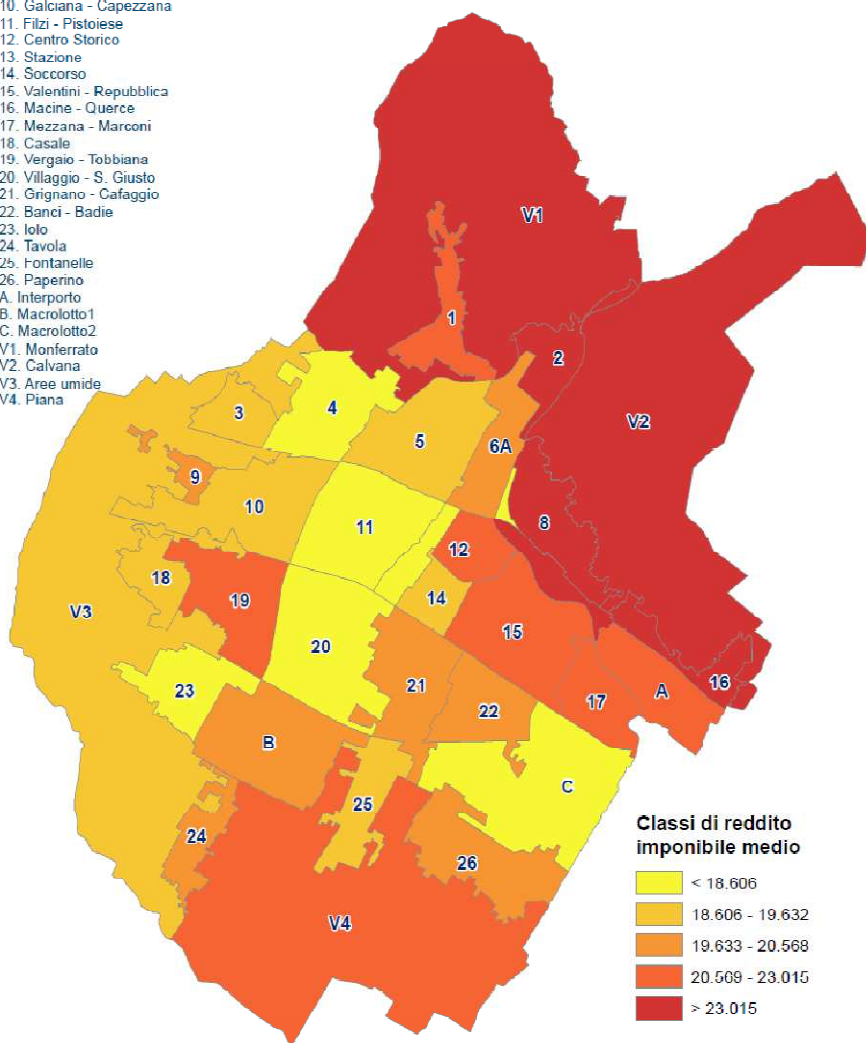 10. Galciana - Capezzana
11. Filzi - Pistoiese
12. Centro Storico
13. Stazione
14. Soccorso
15. Valentini - Repubblica
16. Macine - Querce
17. Mezzana - Marconi
18. Casale
19. Vergaio - Tobbiana
20. Villaggio - S. Giusto
21. Grignano - Cafaggio
22. Banci - Badie
23. Iolo
24. Tavola
25. Fontanelle
26. Paperino
A. Interporto
B. Macrolotto1
C. Macrolotto2
V1. Monferrato
V2. Calvana
V3. Aree umide
V4. Piana
V1
1
2
3
4
5
6A
V2
9
10
11
8
12
18
19
14
V3
20
15
23
21
22
17
A
16
B
C
25
24
26
V4
Classi di reddito
imponibile medio
< 18.606
18.606 - 19.632
19.633 - 20.568
20.569 - 23.015
> 23.015